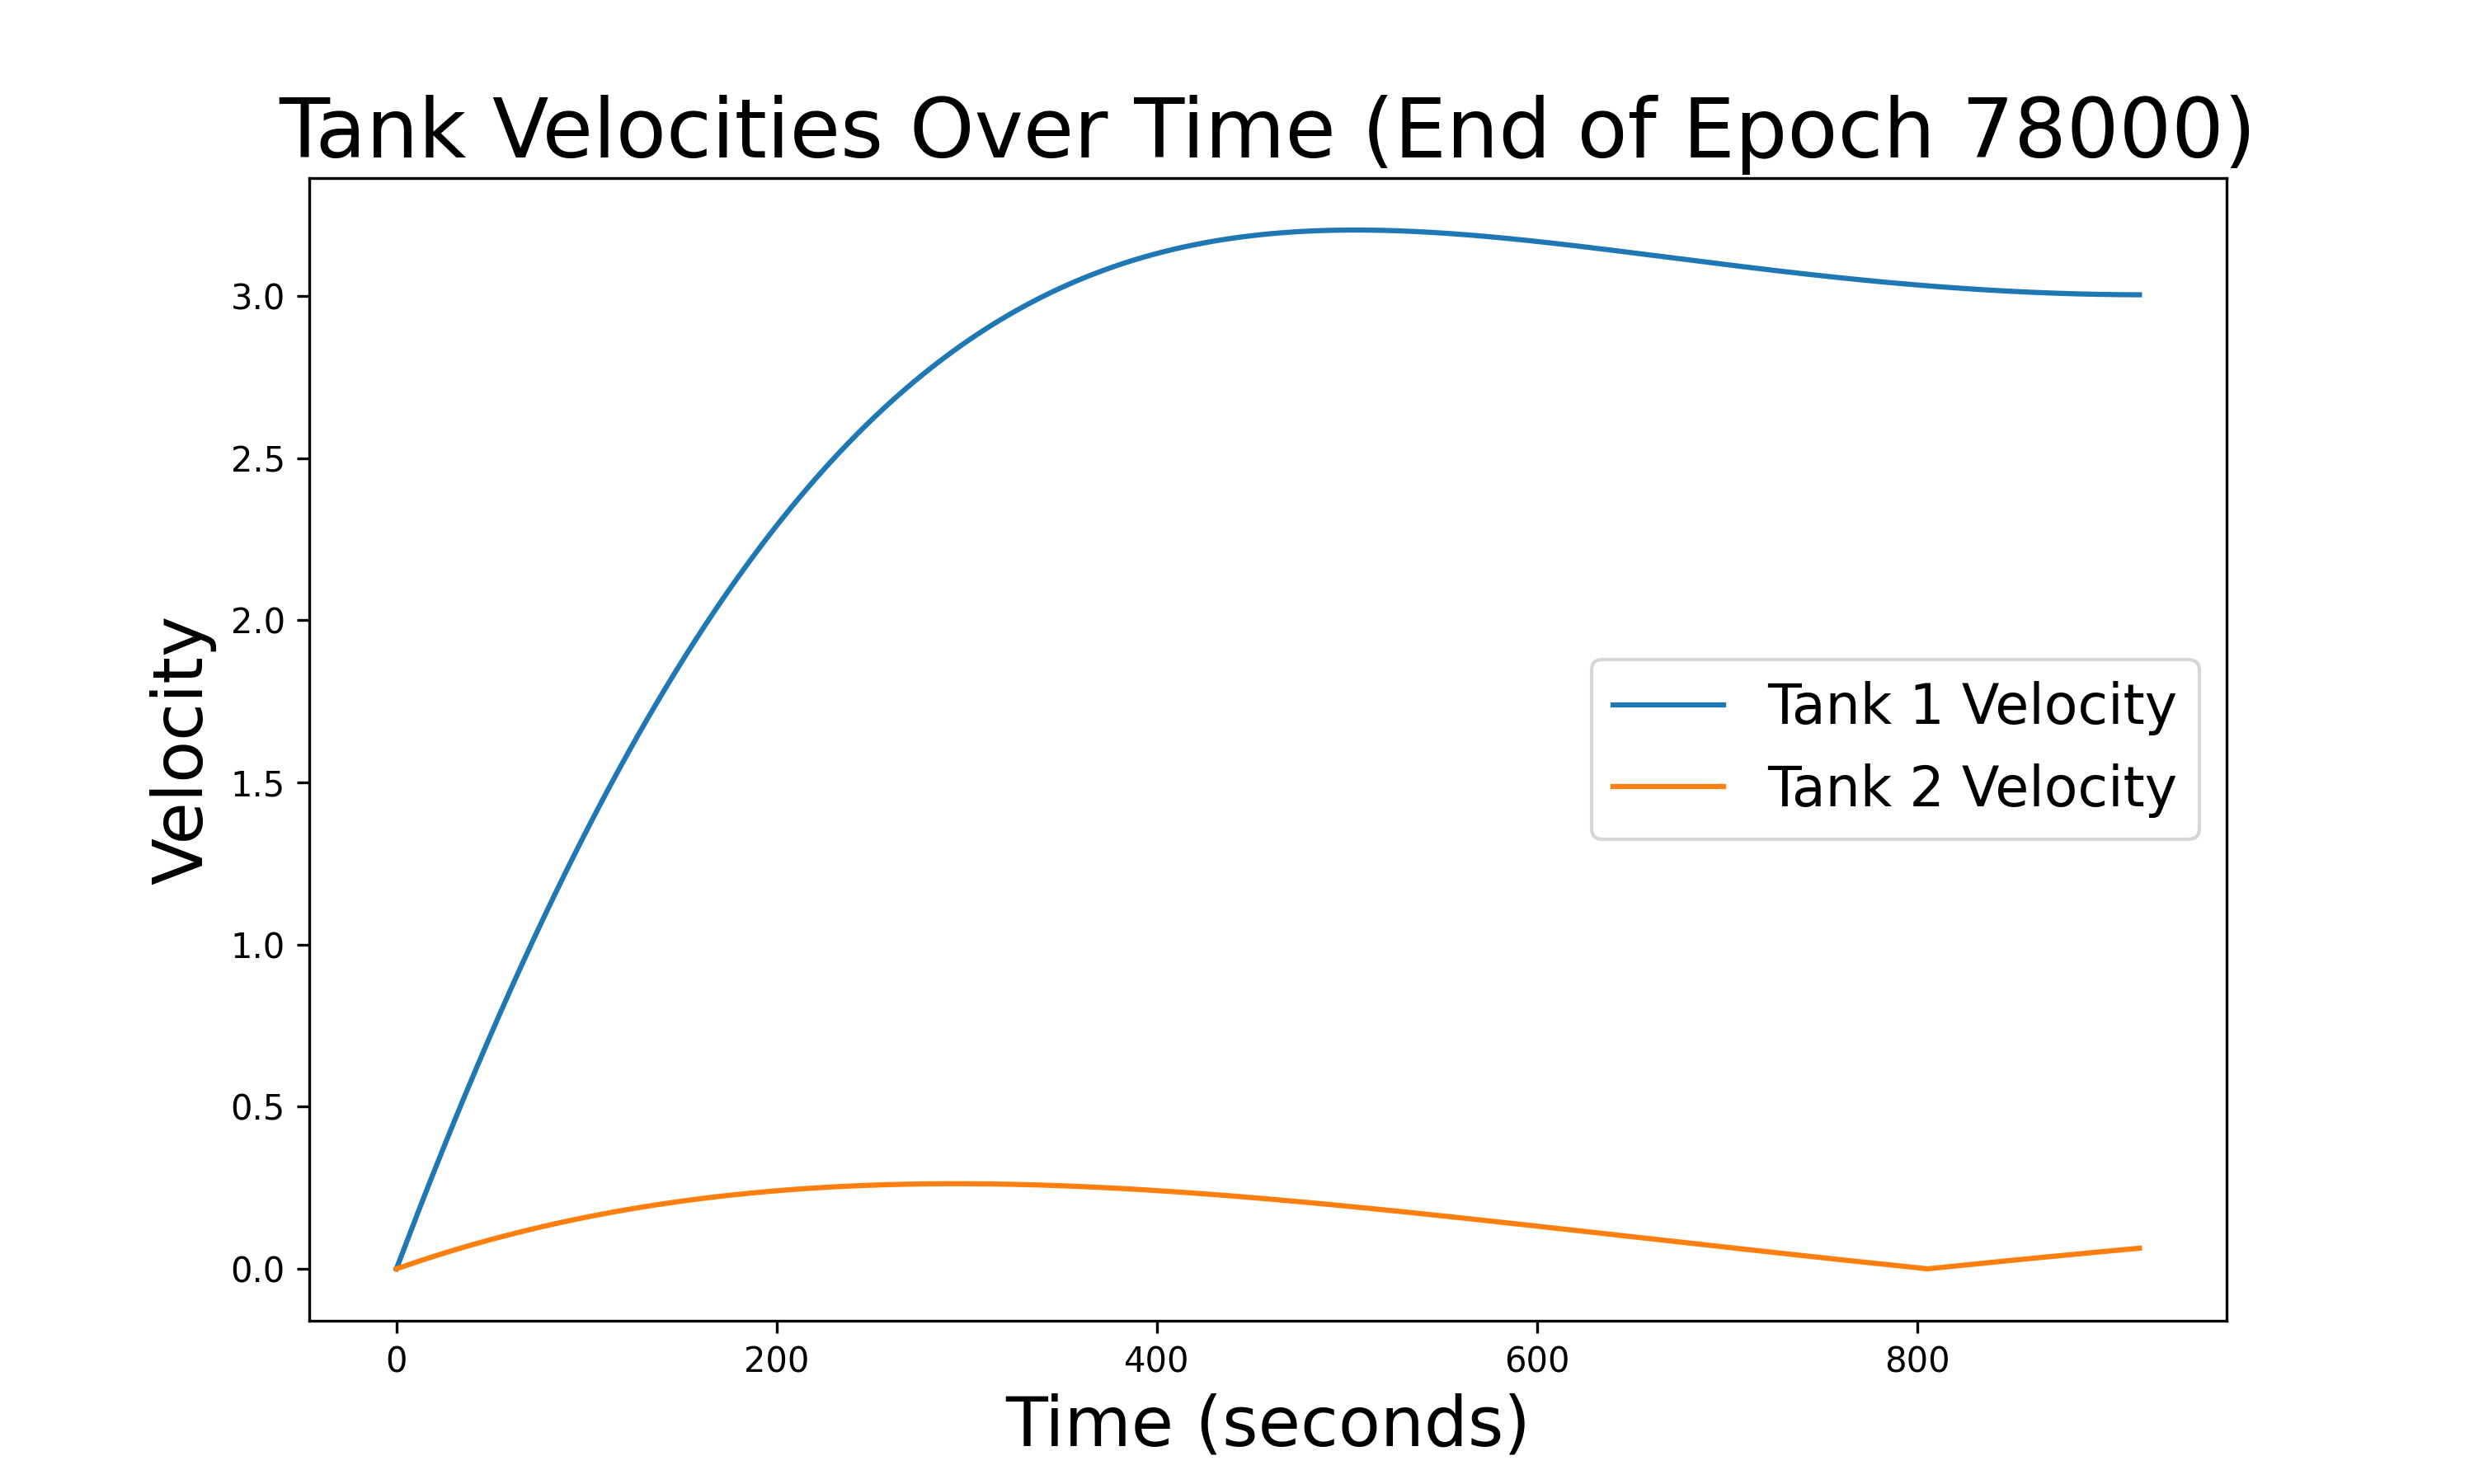 Tank Velocities Over Time (End of Epoch 78000)
Velocity
3.0
2.5
2.0
1.5
1.0
0.5
0.0
Tank 1 Velocity
Tank 2 Velocity
0 200 400 600 800
Time (seconds)